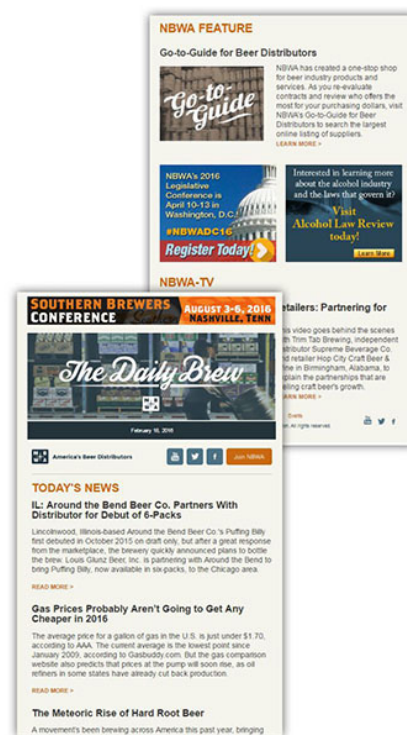 NBWA FEATURE
Go-to-Guide for Beer Distributors
Go-to-
Guide
NBWA has created a one-stop shop
for beer industry products and
services. As you re-evaluate
contracts and review who offers the
most for your purchasing dollars, visit
NBWA's Go-to-Guide for Beer
Distributors to search the largest
online listing of suppliers.
LEARN MORE >
NBWA's 2016
Legislative
Conference is
April 10-13 in
Washington, D.C.
#NBWADC16
Register Today!
Interested in learning more
about the alcohol industry
and the laws that govern it?
Visit
Alcohol Law Review
today!
Learn More
NBWA-TV
etailers: Partnering for
is video goes behind the scenes
th Trim Tab Brewing, independent
stributor Supreme Beverage Co.
nd retailer Hop City Craft Beer &
ine in Birmingham, Alabama, to
plain the partnerships that are
eling craft beer's growth.
ARN MORE >
All rights reserved
SOUTHERN BREWERS
CONFERENCE
AUGUST 3-6, 2016
NASHVILLE, TENN
The Daily Brew
February 16, 2016
America's Beer Distributors
Join NBWA
TODAY'S NEWS
IL: Around the Bend Beer Co. Partners With
Distributor for Debut of 6-Packs
Lincolnwood, Illinois-based Around the Bend Beer Co.'s Puffing Billy
first debuted in October 2015 on draft only, but after a great response
from the marketplace, the brewery quickly announced plans to bottle
the brew. Louis Glunz Beer, Inc. is partnering with Around the Bend to
bring Puffing Billy, now available in six-packs, to the Chicago area.
READ MORE >
Gas Prices Probably Aren't Going to Get Any
Cheaper in 2016
The average price for a gallon of gas in the U.S. is just under $1.70,
according to AAA. The current average is the lowest point since
January 2009, according to Gasbuddy.com. But the gas comparison
website also predicts that prices at the pump will soon rise, as oil
refiners in some states have already cut back production.
READ MORE >
The Meteoric Rise of Hard Root Beer
A movement's been brewing across America this past year, bringing